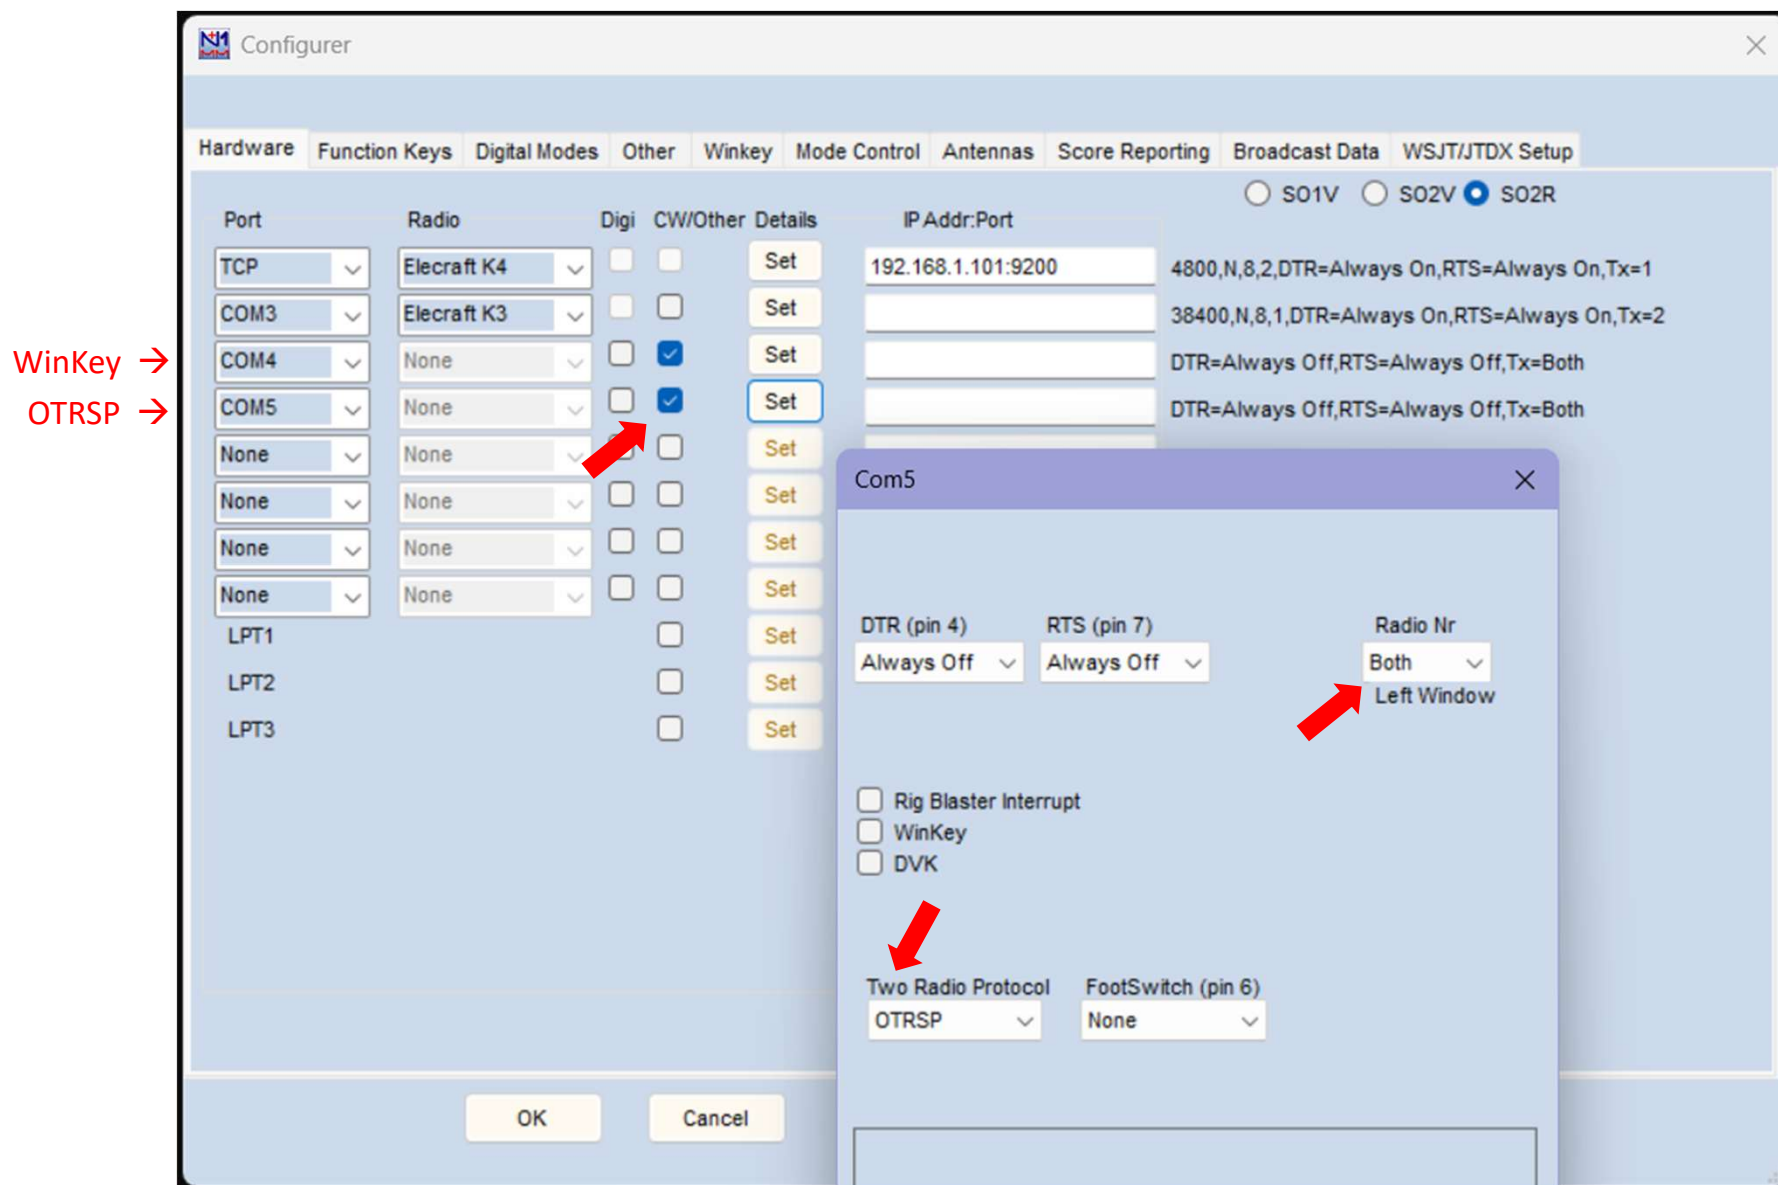 N1
MM
Configurer
Hardware Function Keys Digital Modes Other Winkey Mode Control Antennas Score Reporting Broadcast Data WSJT/JTDX Setup
SO1V SO2V SO2R
Port Radio Digi CW/Other Details IP Addr:Port
TCP Elecraft K4 Set 192.168.1.101:9200 4800,N,8,2,DTR=Always On,RTS=Always On,Tx=1
COM3 Elecraft K3 Set 38400,N,8,1,DTR=Always On,RTS=Always On,Tx=2
WinKey → COM4 None Set DTR=Always Off,RTS=Always Off,Tx=Both
OTRSP → COM5 None Set DTR=Always Off,RTS=Always Off,Tx=Both
None None Set
None None Set
None None Set
None None Set
LPT1 Set
LPT2 Set
LPT3 Set
OK Cancel
Com5
DTR (pin 4) RTS (pin 7) Radio Nr
Always Off Always Off Both
Left Window
Rig Blaster Interrupt
WinKey
DVK
Two Radio Protocol FootSwitch (pin 6)
OTRSP None